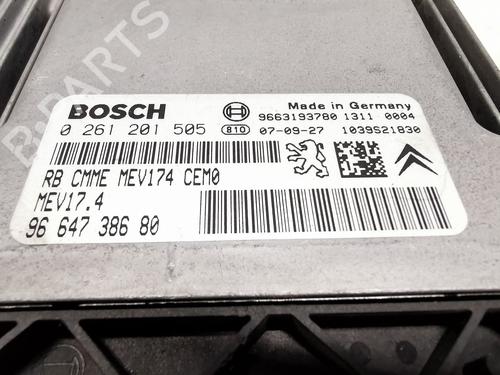 B-PARTS
BOSCH
Made in Germany
9663193780 1311 0004
0 261 201 505 810 07-09-27 1039S21830
RB CMME MEV174 CEM0
MEV17.4
96 647 386 80